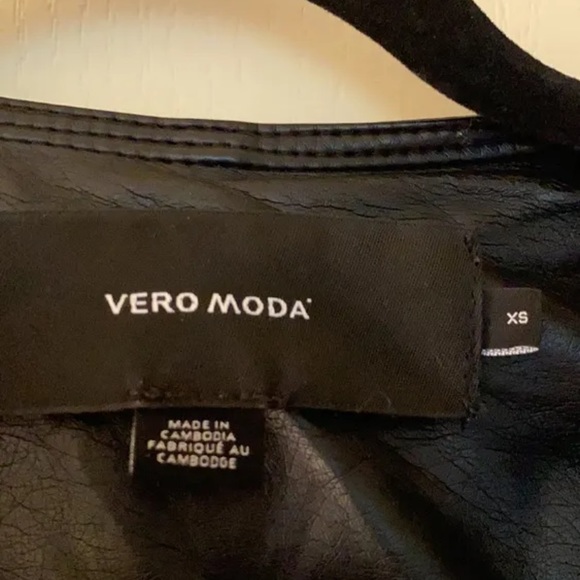 VERO MODA
XS
MADE IN
CAMBODIA
FABRIQUÉ AU
CAMBODGE